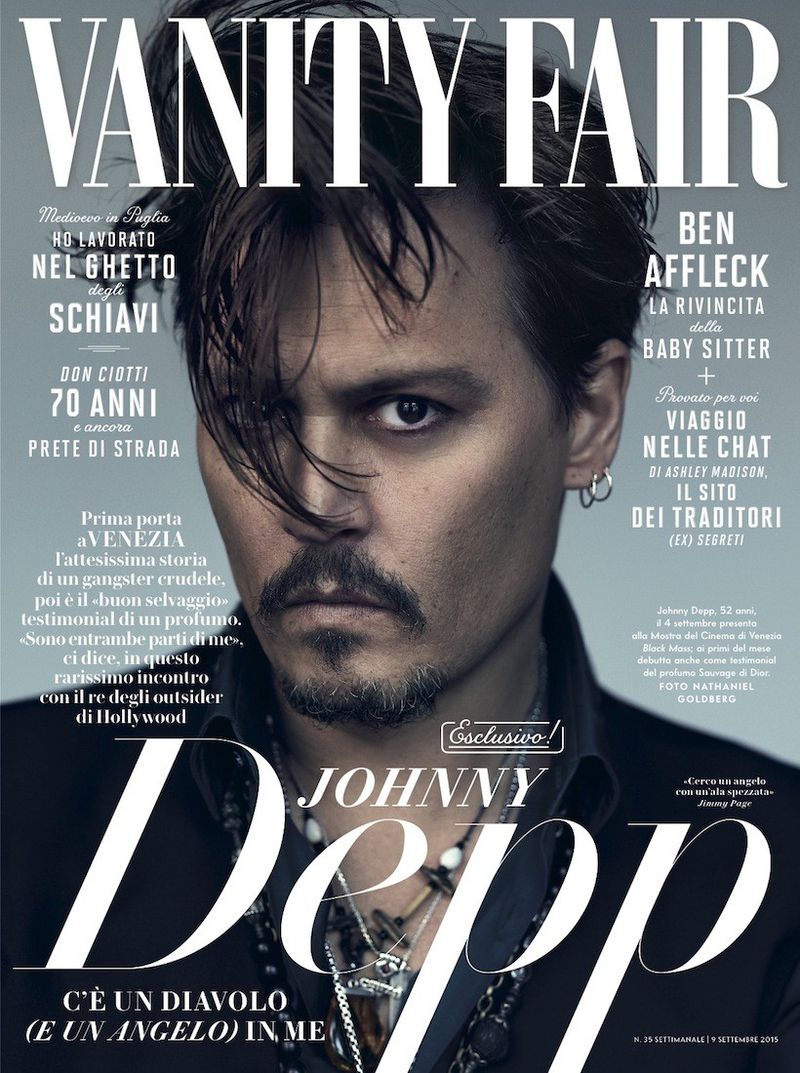 VANITY FAIR
Medioevo in Puglia
HO LAVORATO
NEL GHETTO
degli
SCHIAVI
DON CIOTTI
70 ANNI
e ancora
PRETE DI STRADA
Prima porta
a VENEZIA
l'attesissima storia
di un gangster crudele,
poi è il «buon selvaggio»
testimonial di un profumo.
«Sono entrambe parti di me»,
ci dice, in questo
rarissimo incontro
con il re degli outsider
di Hollywood
BEN
AFFLECK
LA RIVINCITA
della
BABY SITTER
+
Provato per voi
VIAGGIO
NELLE CHAT
DI ASHLEY MADISON,
IL SITO
DEI TRADITORI
(EX) SEGRETI
Johnny Depp, 52 anni,
il 4 settembre presenta
alla Mostra del Cinema di Venezia
Black Mass; ai primi del mese
debutta anche come testimonial
del profumo Sauvage di Dior.
FOTO NATHANIEL
GOLDBERG
Esclusivo!
JOHNNY
Depp
«Cerco un angelo
con un'ala spezzata»
Jimmy Page
C'È UN DIAVOLO
(E UN ANGELO) IN ME
N. 35 SETTIMANALE | 9 SETTEMBRE 2015